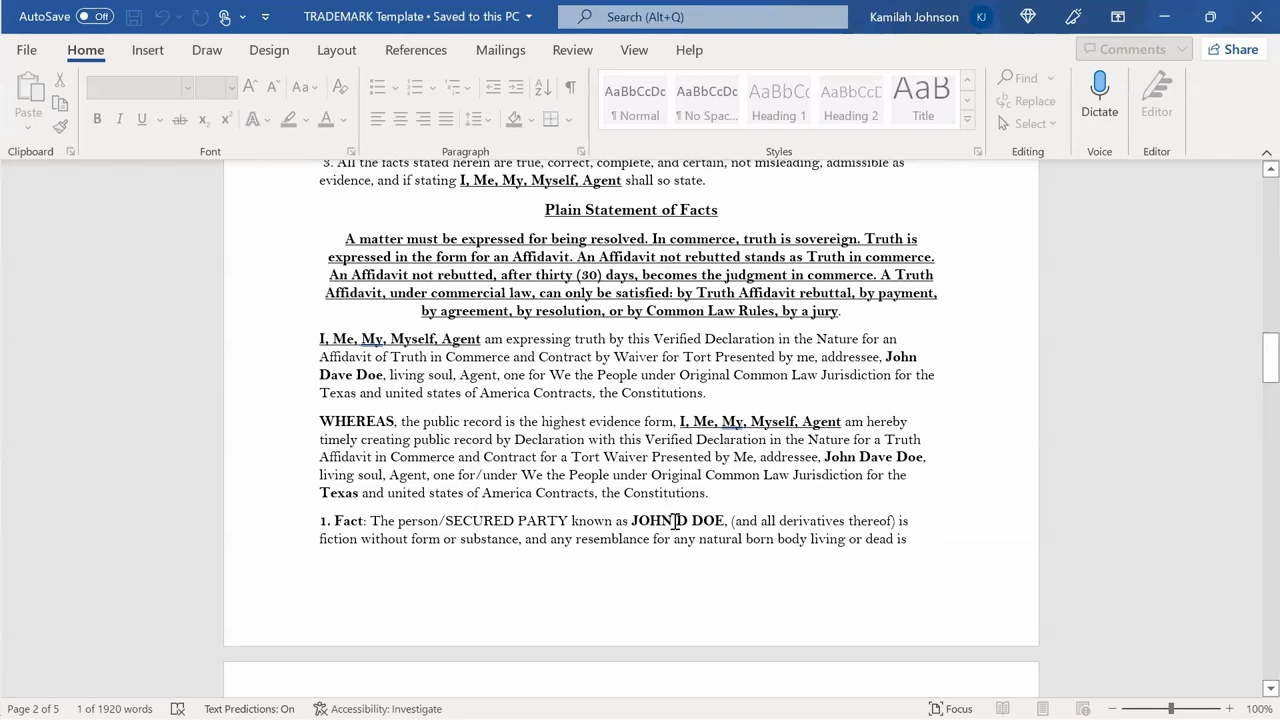 AutoSave Off TRADEMARK Template • Saved to this PC Search (Alt+Q) Kamilah Johnson KJ
File Home Insert Draw Design Layout References Mailings Review View Help Comments Share
Paste
Clipboard Font Paragraph Styles Editing Voice Editor
AaBbCcDc AaBbCcDc AaBbCc AaBbCcD AaB
¶ Normal ¶ No Spac... Heading Heading 2 Title
Find
Replace
Select
Dictate
Editor
3. All the facts stated herein are true, correct, complete, and certain, not misleading, admissible as
evidence, and if stating I, Me, My, Myself, Agent shall so state.
Plain Statement of Facts
A matter must be expressed for being resolved. In commerce, truth is sovereign. Truth is
expressed in the form for an Affidavit. An Affidavit not rebutted stands as Truth in commerce.
An Affidavit not rebutted, after thirty (30) days, becomes the judgment in commerce. A Truth
Affidavit, under commercial law, can only be satisfied: by Truth Affidavit rebuttal, by payment,
by agreement, by resolution, or by Common Law Rules, by a jury.
I, Me, My, Myself, Agent am expressing truth by this Verified Declaration in the Nature for an
Affidavit of Truth in Commerce and Contract by Waiver for Tort Presented by me, addressee, John
Dave Doe, living soul, Agent, one for We the People under Original Common Law Jurisdiction for the
Texas and united states of America Contracts, the Constitutions.
WHEREAS, the public record is the highest evidence form, I, Me, My, Myself, Agent am hereby
timely creating public record by Declaration with this Verified Declaration in the Nature for a Truth
Affidavit in Commerce and Contract for a Tort Waiver Presented by Me, addressee, John Dave Doe,
living soul, Agent, one for/under We the People under Original Common Law Jurisdiction for the
Texas and united states of America Contracts, the Constitutions.
1. Fact: The person/SECURED PARTY known as JOHN D DOE, (and all derivatives thereof) is
fiction without form or substance, and any resemblance for any natural born body living or dead is
Page 2 of 5 1 of 1920 words Text Predictions: On Accessibility: Investigate Focus 100%